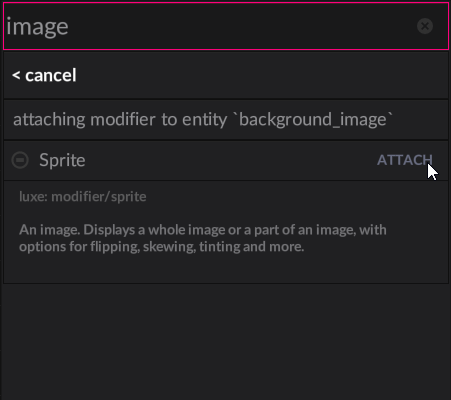 image
< cancel
attaching modifier to entity `background_image`
Sprite ATTACH
luxe: modifier/sprite
An image. Displays a whole image or a part of an image, with
options for flipping, skewing, tinting and more.